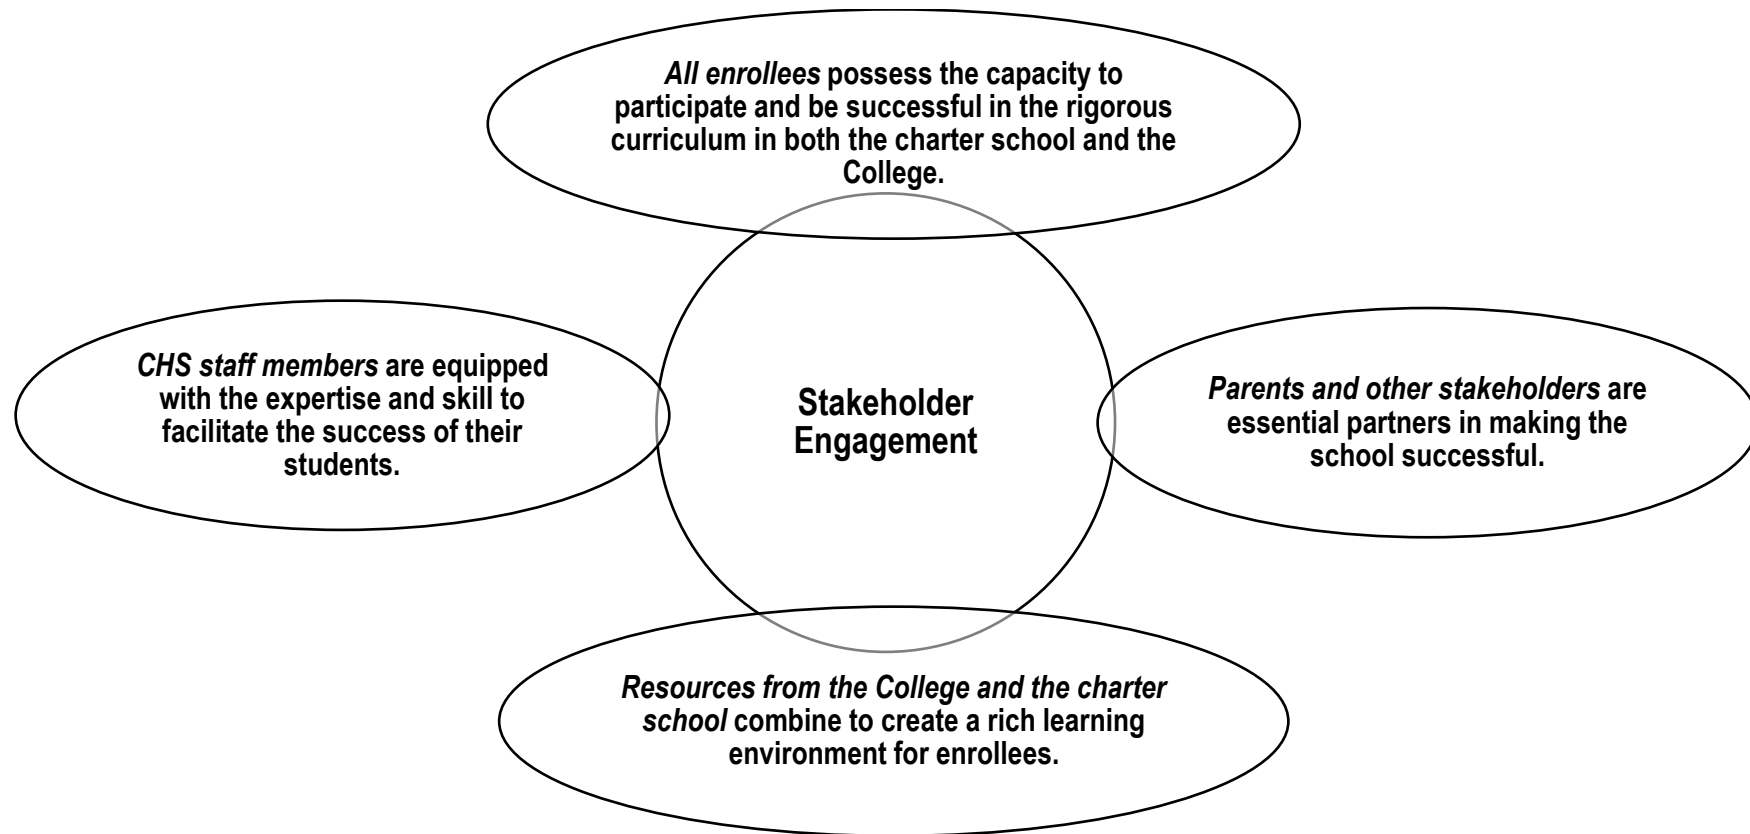 All enrollees possess the capacity to
participate and be successful in the rigorous
curriculum in both the charter school and the
College.
CHS staff members are equipped
with the expertise and skill to
facilitate the success of their
students.
Stakeholder
Engagement
Parents and other stakeholders are
essential partners in making the
school successful.
Resources from the College and the charter
school combine to create a rich learning
environment for enrollees.